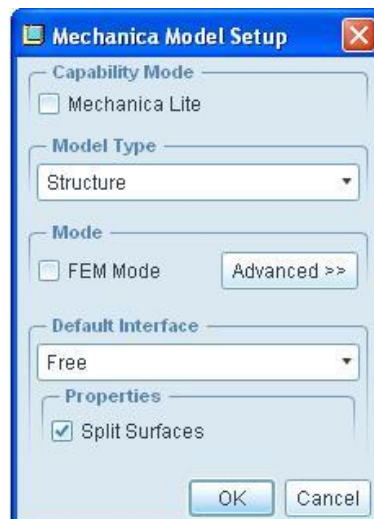 Mechanica Model Setup
Capability Mode
Mechanica Lite
Model Type
Structure
Mode
FEM Mode
Advanced >>
Default Interface
Free
Properties
Split Surfaces
OK
Cancel